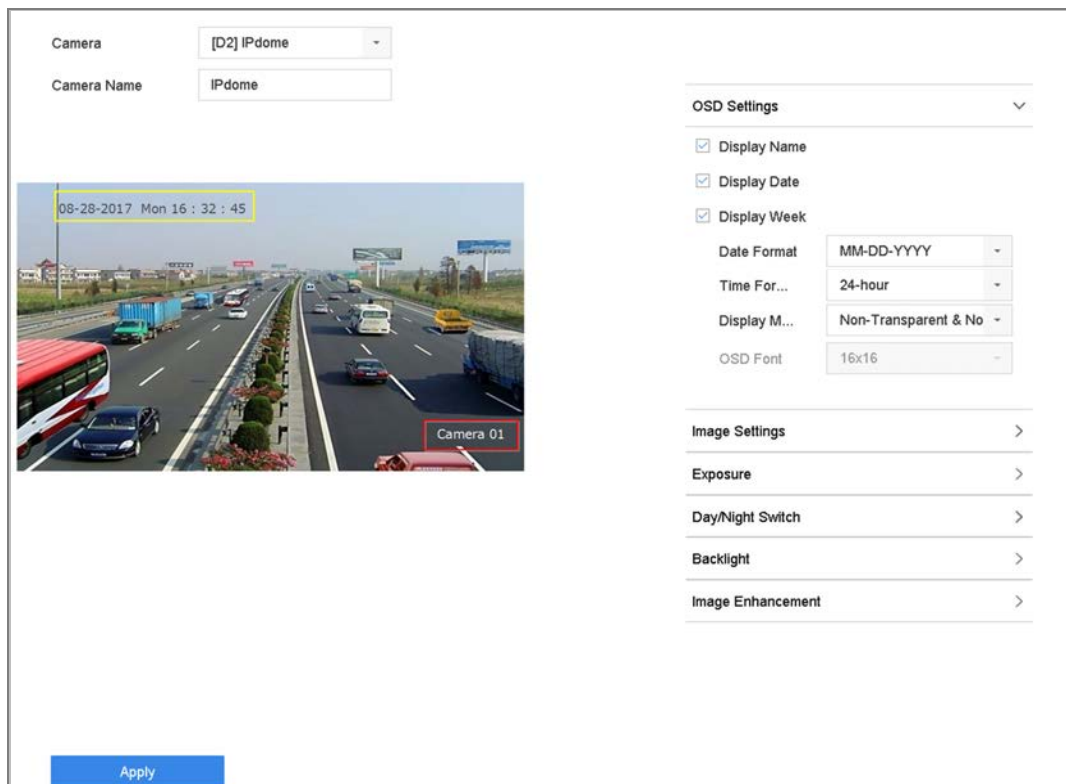 Camera [D2] IPdome
Camera Name IPdome
08-28-2017 Mon 16 : 32 : 45
Camera 01
OSD Settings
Display Name
Display Date
Display Week
Date Format MM-DD-YYYY
Time For... 24-hour
Display M... Non-Transparent & No
OSD Font 16x16
Image Settings
Exposure
Day/Night Switch
Backlight
Image Enhancement
Apply